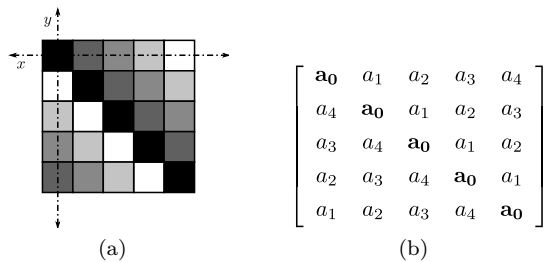 y
x
a₀ a₁ a₂ a₃ a₄
a₄ a₀ a₁ a₂ a₃
a₃ a₄ a₀ a₁ a₂
a₂ a₃ a₄ a₀ a₁
a₁ a₂ a₃ a₄ a₀
(a) (b)